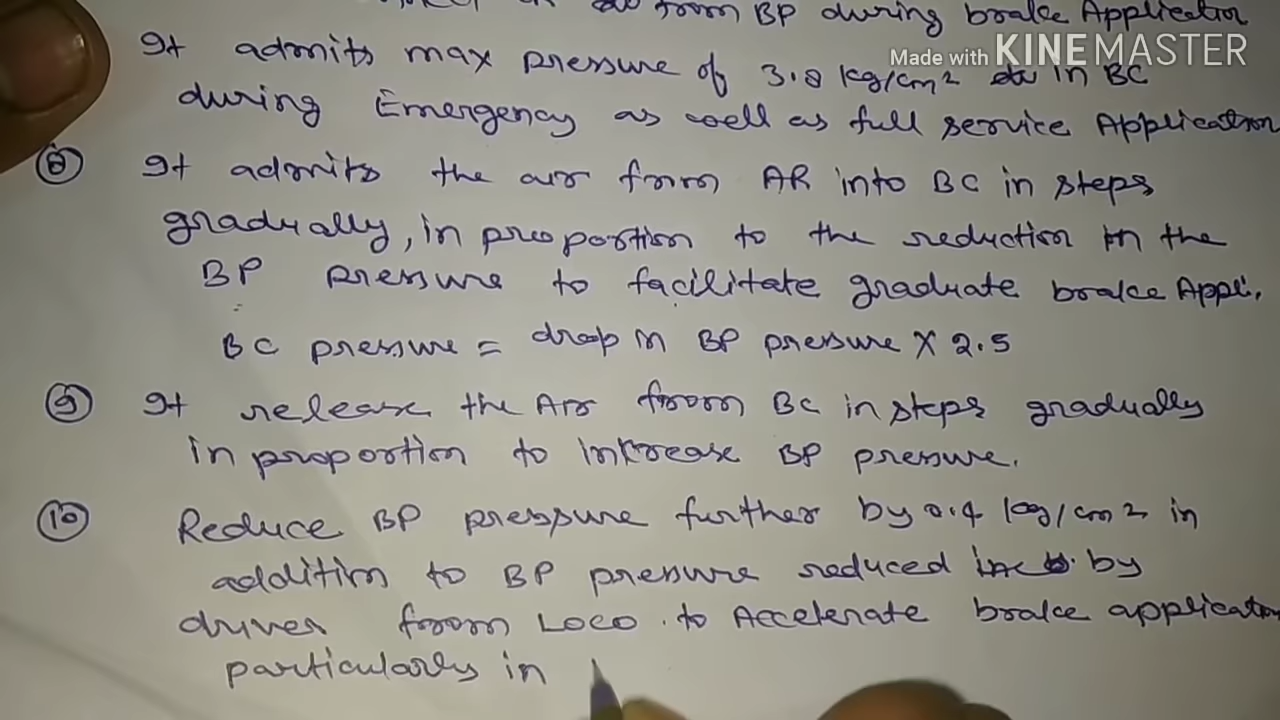 from BP during brake Application
Made with KINEMASTER
It admits max pressure of 3.8 kg/cm2 in BC
during Emergency as well as full service Application
8 It admits the air from AR into BC in steps
gradually, in proportion to the reduction in the
BP pressure to facilitate graduate brake Appli.
BC pressure = drop in BP pressure X 2.5
9 It release the Air from BC in steps gradually
in proportion to increase BP pressure.
10 Reduce BP pressure further by 0.4 kg/cm2 in
addition to BP pressure reduced by
driver from Loco. to Accelerate brake application
particularly in